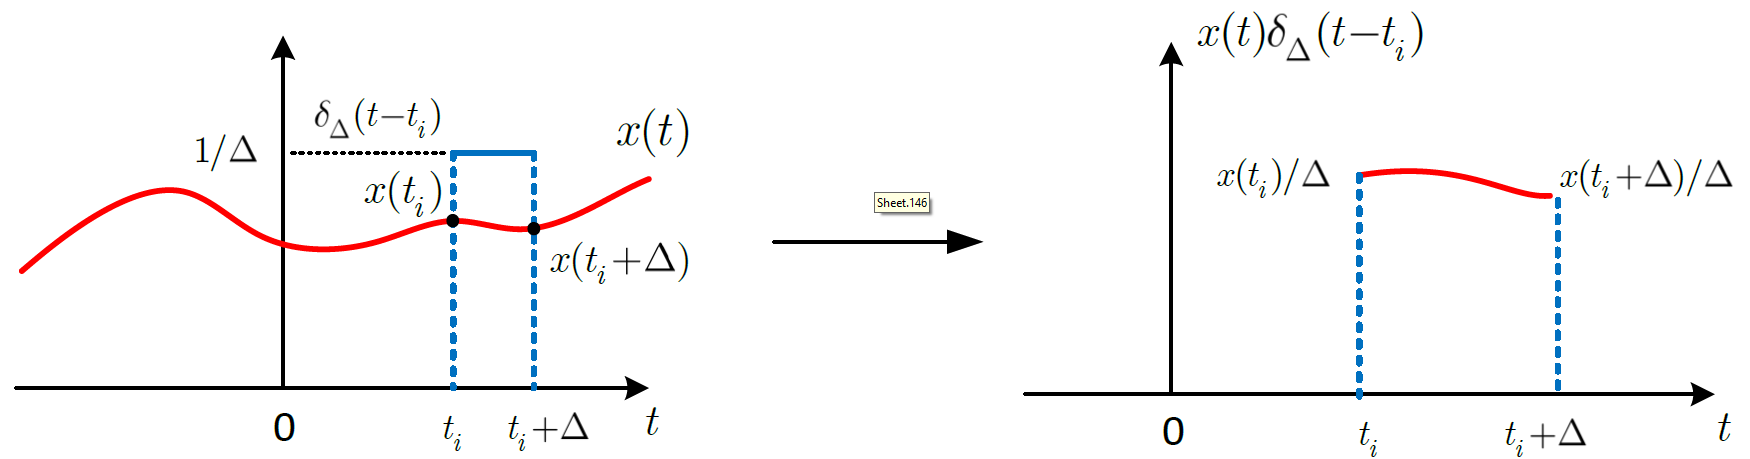 δ_Δ(t−t_i)
1/Δ
x(t)
x(t_i)
x(t_i+Δ)
0
t_i
t_i+Δ
t
Sheet.146
x(t)δ_Δ(t−t_i)
x(t_i)/Δ
x(t_i+Δ)/Δ
0
t_i
t_i+Δ
t